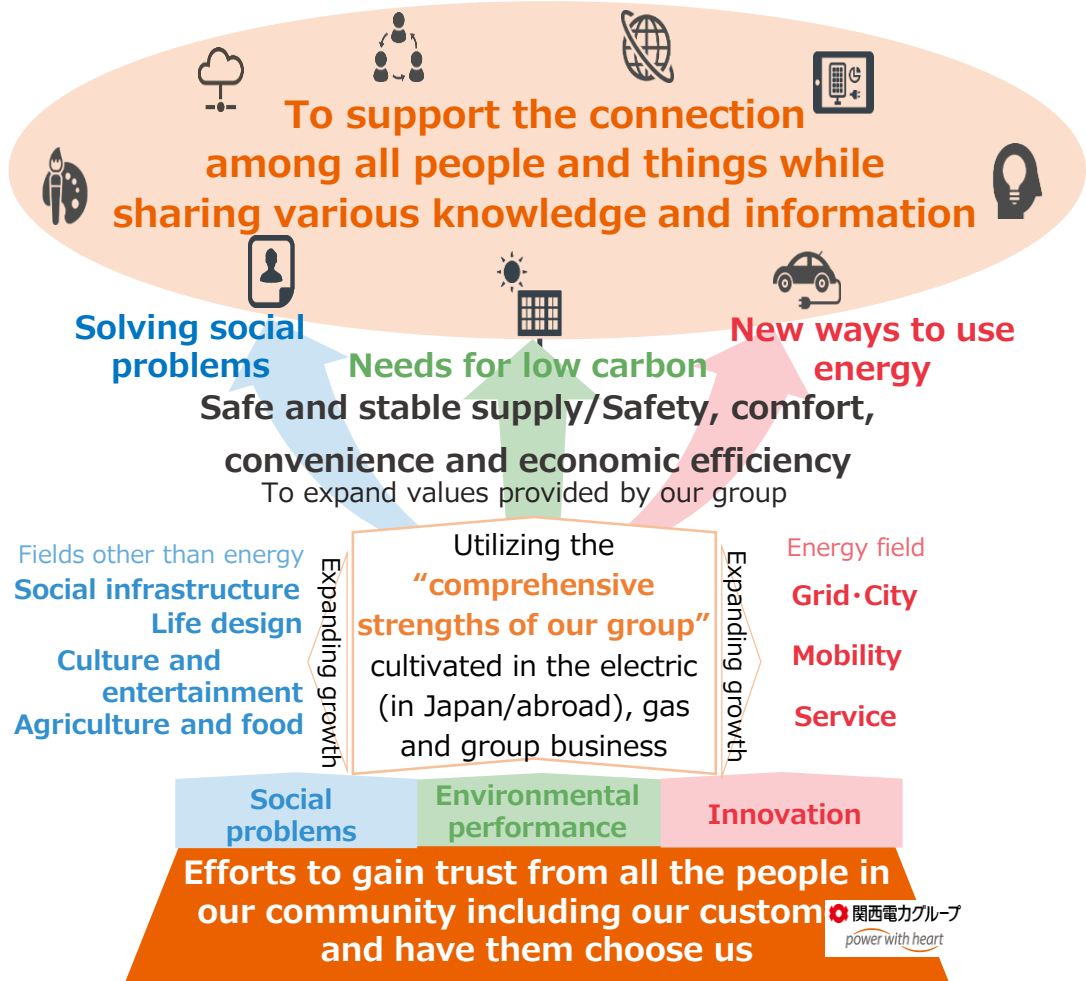 To support the connection
among all people and things while
sharing various knowledge and information
Solving social
problems
Needs for low carbon
New ways to use
energy
Safe and stable supply/Safety, comfort,
convenience and economic efficiency
To expand values provided by our group
Fields other than energy
Social infrastructure
Life design
Culture and
entertainment
Agriculture and food
Expanding growth
Utilizing the
“comprehensive
strengths of our group”
cultivated in the electric
(in Japan/abroad), gas
and group business
Expanding growth
Energy field
Grid・City
Mobility
Service
Social
problems
Environmental
performance
Innovation
Efforts to gain trust from all the people in
our community including our custome
and have them choose us
関西電力グループ
power with heart